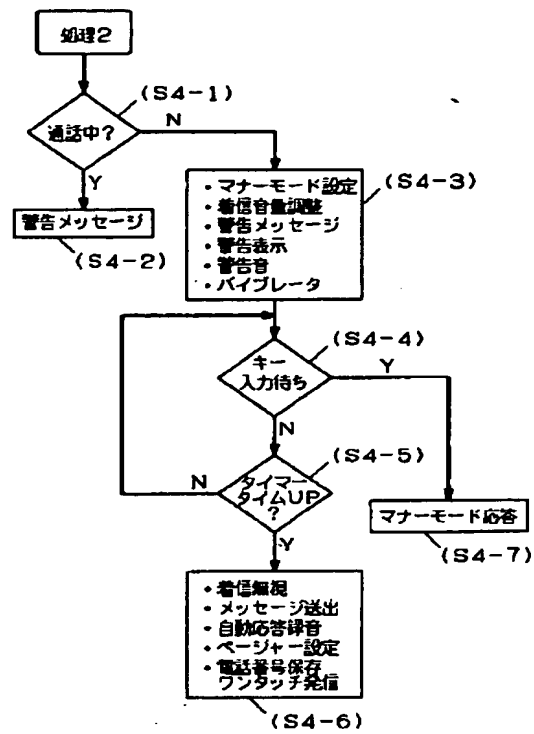 処理2
(S4-1)
通話中?
N
Y
警告メッセージ
(S4-2)
・マナーモード設定
・着信音量調整
・警告メッセージ
・警告表示
・警告音
・バイブレータ
(S4-3)
(S4-4)
キー
入力待ち
Y
N
(S4-5)
N
タイマー
タイムUP
?
Y
マナーモード応答
(S4-7)
・着信無視
・メッセージ送出
・自動応答録音
・ページャー設定
・電話番号保存
ワンタッチ発信
(S4-6)